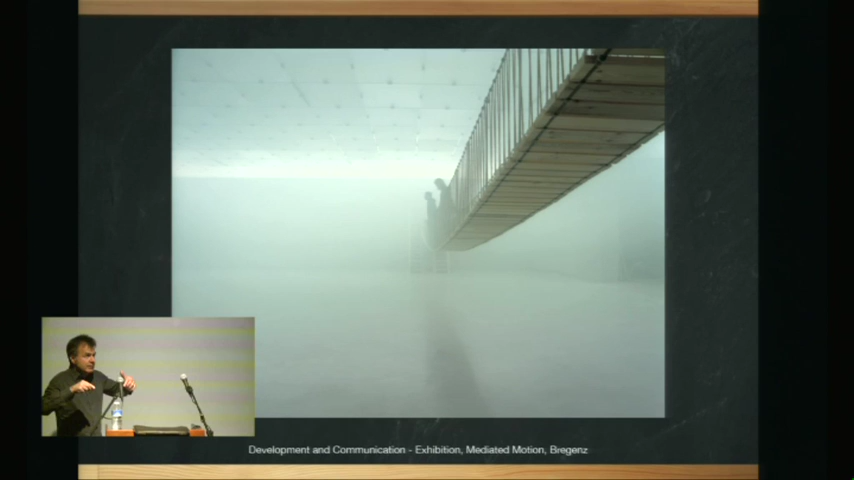 Development and Communication - Exhibition, Mediated Motion, Bregenz